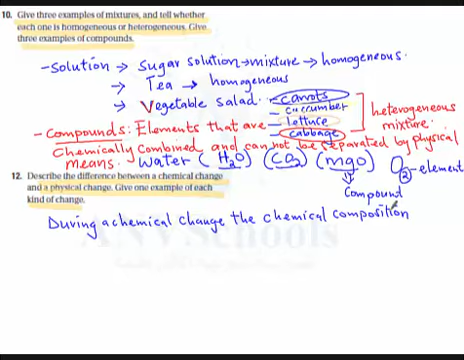 10. Give three examples of mixtures, and tell whether
each one is homogeneous or heterogeneous. Give
three examples of compounds.
-Solution → Sugar solution → mixture → homogeneous.
→ Tea → homogeneous
→ Vegetable salad. - carrots
- cucumber
- lettuce
- cabbage
heterogeneous
mixture.
- Compounds: Elements that are
chemically combined and can not be separated by physical
means. Water (H2O) (CO2) (mgo) O2 - element
Compound
12. Describe the difference between a chemical change
and a physical change. Give one example of each
kind of change.
During a chemical change the chemical composition